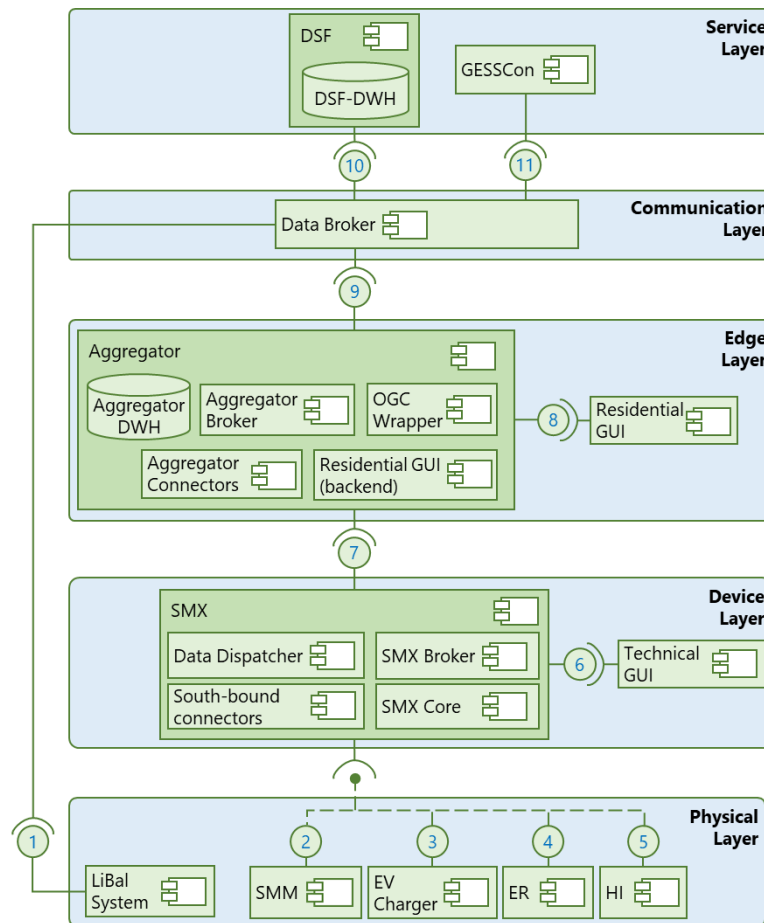 DSF
DSF-DWH
GESSCon
Service
Layer
10
11
Data Broker
Communication
Layer
9
Aggregator
Aggregator
DWH
Aggregator
Broker
OGC
Wrapper
Aggregator
Connectors
Residential GUI
(backend)
Edge
Layer
8
Residential
GUI
7
SMX
Data Dispatcher
SMX Broker
South-bound
connectors
SMX Core
Device
Layer
6
Technical
GUI
Physical
Layer
1
2
3
4
5
LiBal
System
SMM
EV
Charger
ER
HI